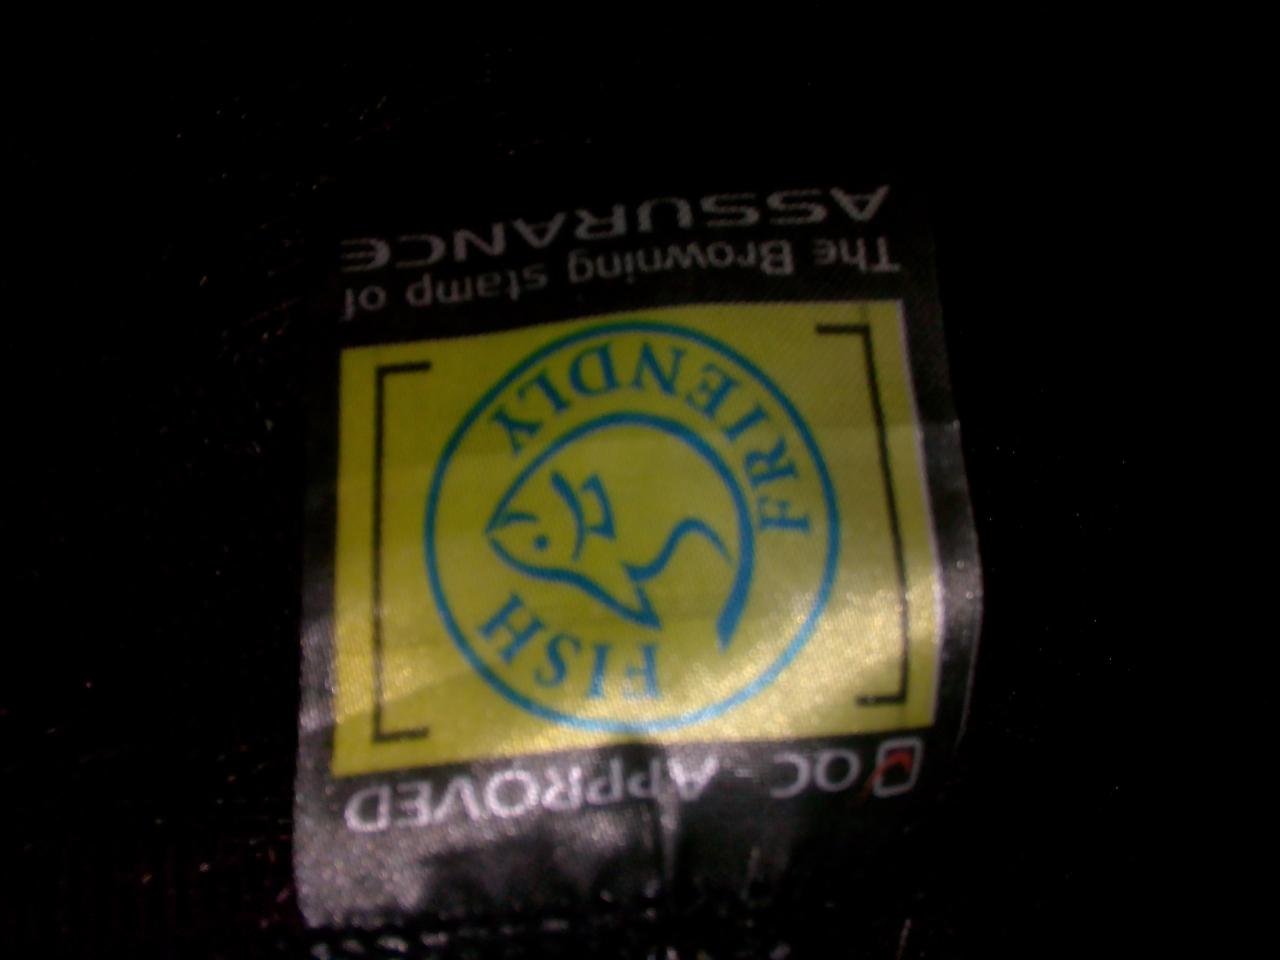 QC - APPROVED
FISH
FRIENDLY
The Browning stamp of
ASSURANCE